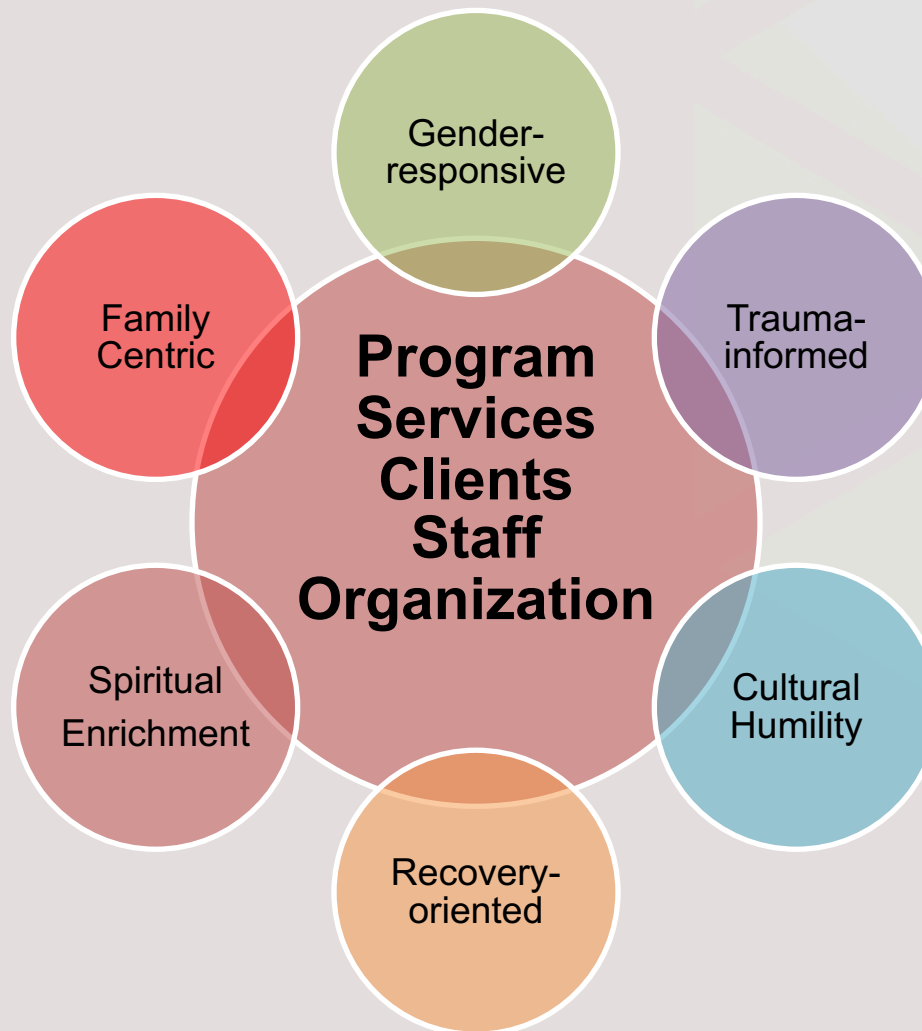 Gender-
responsive
Family
Centric
Trauma-
informed
Program
Services
Clients
Staff
Organization
Spiritual
Enrichment
Cultural
Humility
Recovery-
oriented